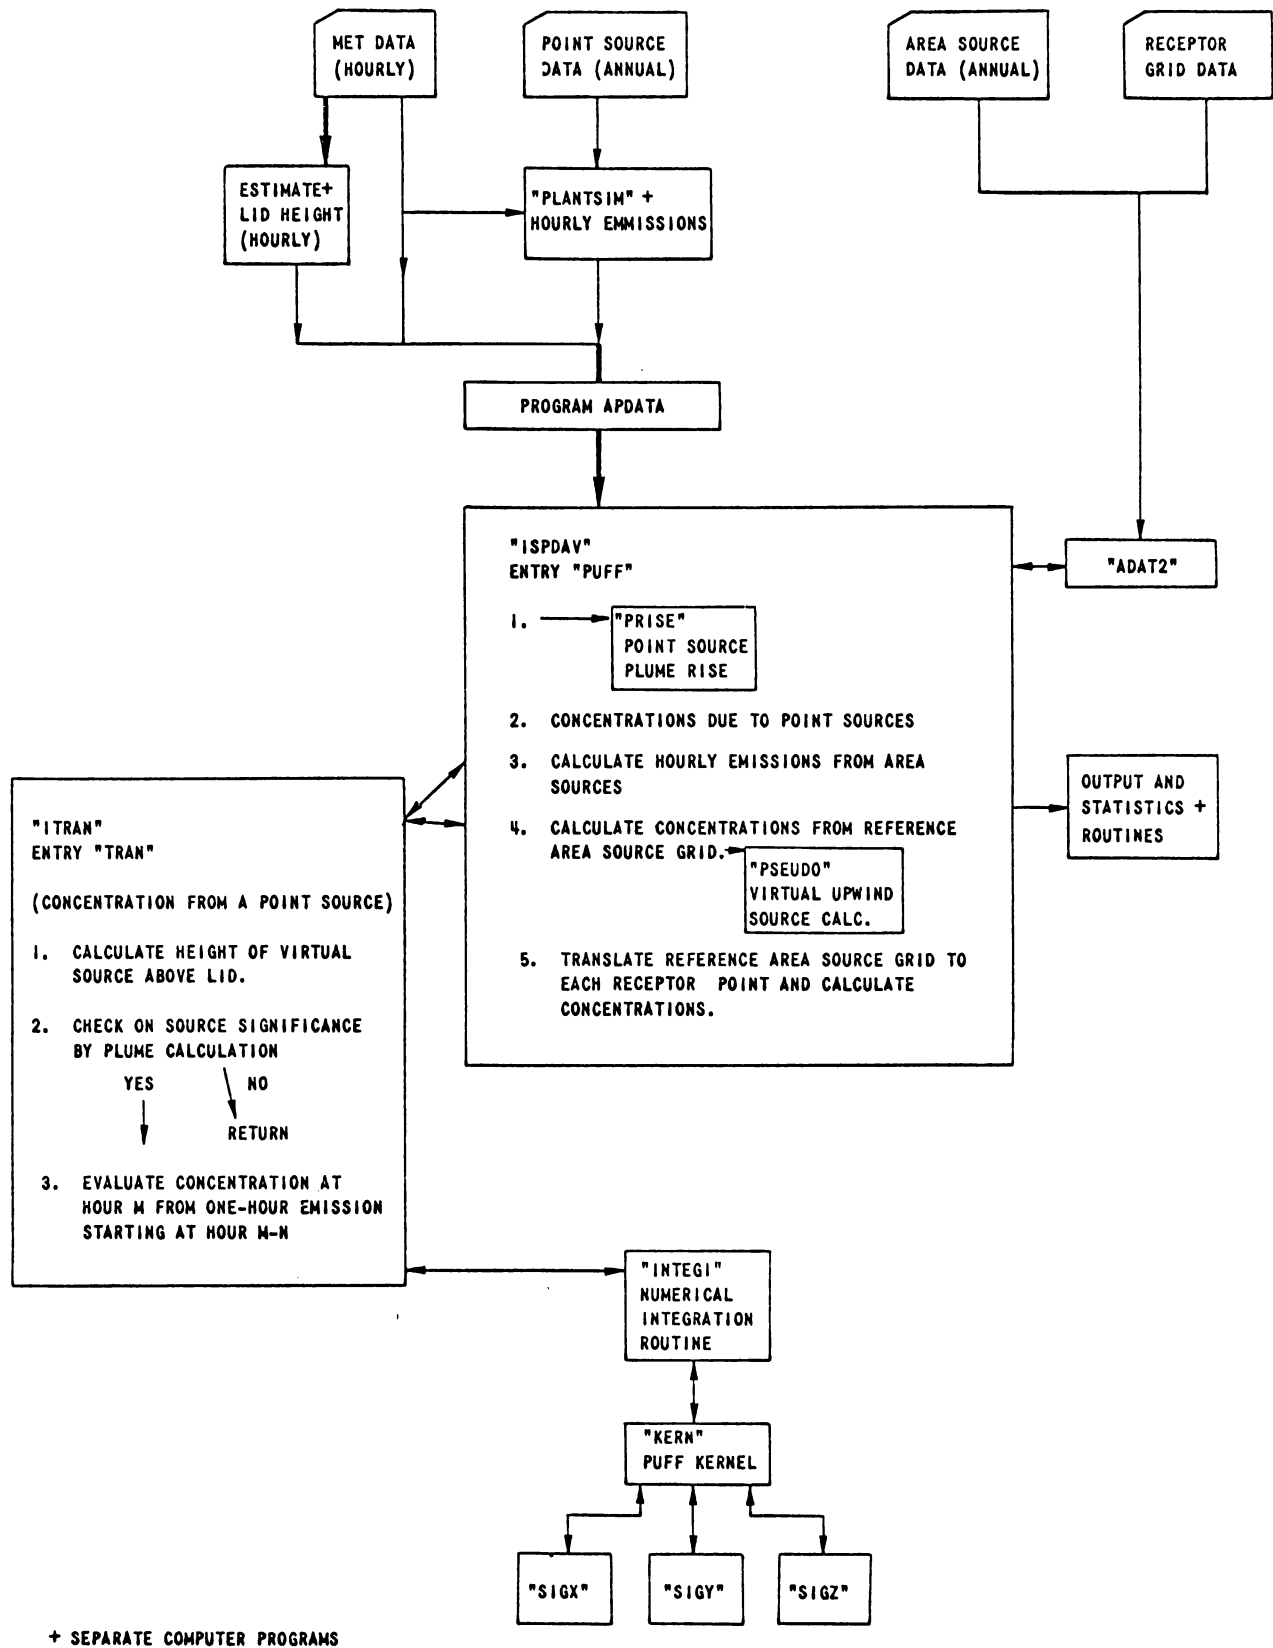 MET DATA
(HOURLY)
POINT SOURCE
DATA (ANNUAL)
AREA SOURCE
DATA (ANNUAL)
RECEPTOR
GRID DATA
ESTIMATE+
LID HEIGHT
(HOURLY)
"PLANTSIM" +
HOURLY EMMISSIONS
PROGRAM APDATA
"ISPDAV"
ENTRY "PUFF"
1.
"PRISE"
POINT SOURCE
PLUME RISE
2. CONCENTRATIONS DUE TO POINT SOURCES
3. CALCULATE HOURLY EMISSIONS FROM AREA
SOURCES
4. CALCULATE CONCENTRATIONS FROM REFERENCE
AREA SOURCE GRID.
"PSEUDO"
VIRTUAL UPWIND
SOURCE CALC.
5. TRANSLATE REFERENCE AREA SOURCE GRID TO
EACH RECEPTOR POINT AND CALCULATE
CONCENTRATIONS.
"ADAT2"
OUTPUT AND
STATISTICS +
ROUTINES
"ITRAN"
ENTRY "TRAN"
(CONCENTRATION FROM A POINT SOURCE)
1. CALCULATE HEIGHT OF VIRTUAL
SOURCE ABOVE LID.
2. CHECK ON SOURCE SIGNIFICANCE
BY PLUME CALCULATION
YES NO
RETURN
3. EVALUATE CONCENTRATION AT
HOUR M FROM ONE-HOUR EMISSION
STARTING AT HOUR M-N
"INTEGI"
NUMERICAL
INTEGRATION
ROUTINE
"KERN"
PUFF KERNEL
"SIGX"
"SIGY"
"SIGZ"
+ SEPARATE COMPUTER PROGRAMS